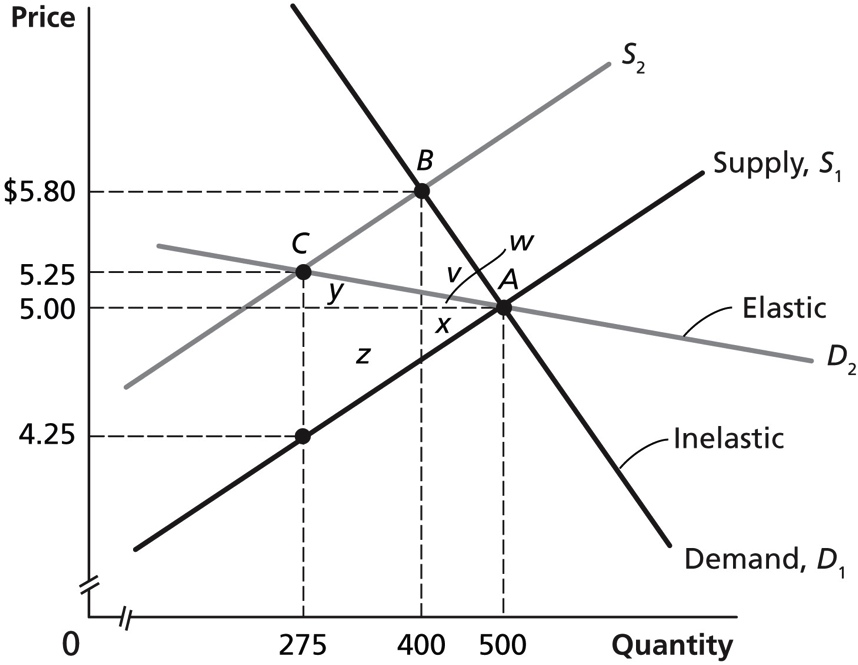 Price
S2
B
Supply, S1
$5.80
C
w
v
A
5.25
y
5.00
Elastic
x
D2
z
4.25
Inelastic
Demand, D1
0
275
400
500
Quantity